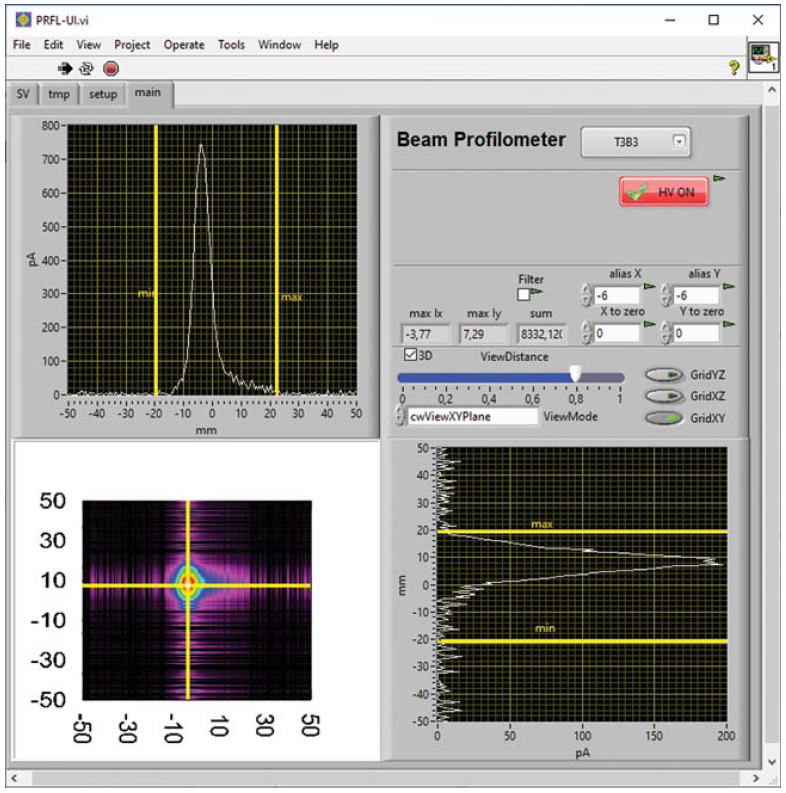 PRFL-UI.vi
File Edit View Project Operate Tools Window Help
1
SV tmp setup main
800
700
600
500
400
300
200
100
0
pA
min
max
-50 -40 -30 -20 -10 0 10 20 30 40 50
mm
Beam Profilometer T3B3
HV ON
Filter alias X alias Y
-6 -6
max Ix max Iy sum X to zero Y to zero
-3,77 7,29 8332,12( 0 0
3D ViewDistance
GridYZ
0 0,2 0,4 0,6 0,8 1
GridXZ
cwViewXYPlane ViewMode GridXY
50
30
10
-10
-30
-50
-50 -30 -10 10 30 50
50
40
30
20
10
0
-10
-20
-30
-40
-50
mm
max
min
0 50 100 150 200
pA